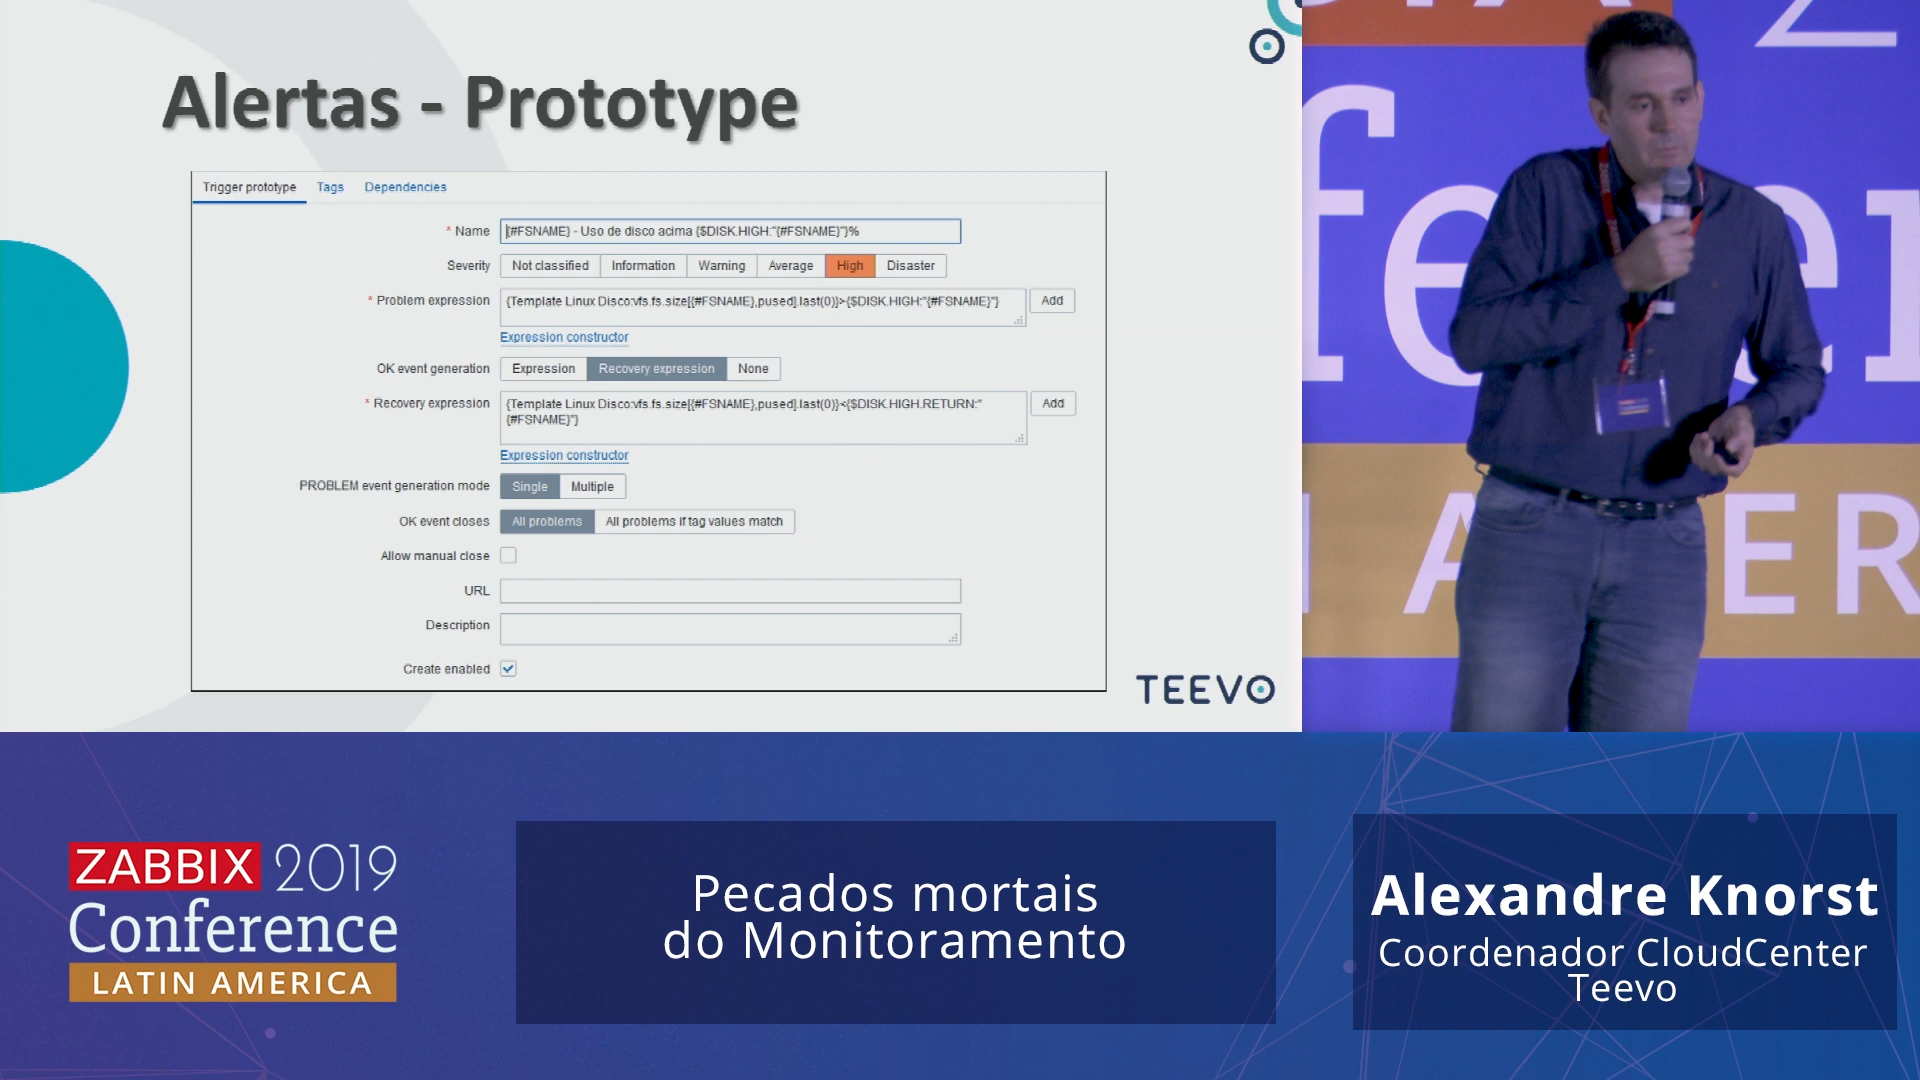 Alertas - Prototype
Trigger prototype Tags Dependencies
* Name {#FSNAME} - Uso de disco acima {$DISK.HIGH:"{#FSNAME}"}%
Severity Not classified Information Warning Average High Disaster
* Problem expression {Template Linux Disco:vfs.fs.size[{#FSNAME},pused].last(0)}>{$DISK.HIGH:"{#FSNAME}"} Add
Expression constructor
OK event generation Expression Recovery expression None
* Recovery expression {Template Linux Disco:vfs.fs.size[{#FSNAME},pused].last(0)}<{$DISK.HIGH.RETURN:"
{#FSNAME}"} Add
Expression constructor
PROBLEM event generation mode Single Multiple
OK event closes All problems All problems if tag values match
Allow manual close
URL
Description
Create enabled
TEEVO
ZABBIX 2019
Conference
LATIN AMERICA
Pecados mortais
do Monitoramento
Alexandre Knorst
Coordenador CloudCenter
Teevo